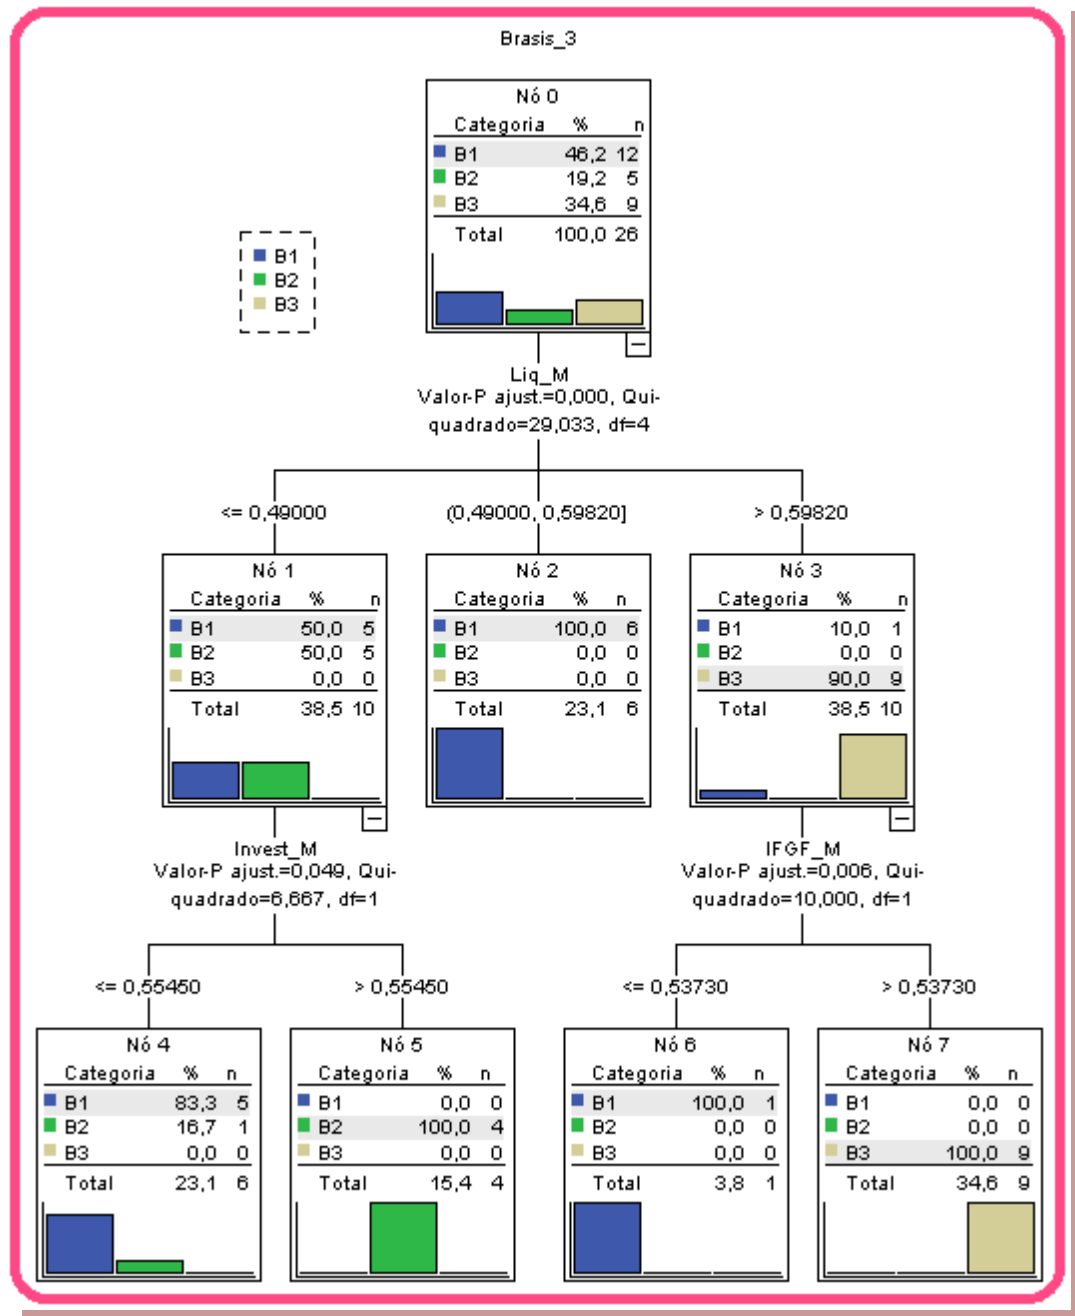 Brasis_3
Nó 0
Categoria % n
B1 46,2 12
B2 19,2 5
B3 34,6 9
Total 100,0 26
B1
B2
B3
Liq_M
Valor-P ajust.=0,000, Qui-
quadrado=29,033, df=4
<= 0,49000
(0,49000, 0,59820]
> 0,59820
Nó 1
Categoria % n
B1 50,0 5
B2 50,0 5
B3 0,0 0
Total 38,5 10
Nó 2
Categoria % n
B1 100,0 6
B2 0,0 0
B3 0,0 0
Total 23,1 6
Nó 3
Categoria % n
B1 10,0 1
B2 0,0 0
B3 90,0 9
Total 38,5 10
Invest_M
Valor-P ajust.=0,049, Qui-
quadrado=6,667, df=1
IFGF_M
Valor-P ajust.=0,006, Qui-
quadrado=10,000, df=1
<= 0,55450
> 0,55450
<= 0,53730
> 0,53730
Nó 4
Categoria % n
B1 83,3 5
B2 16,7 1
B3 0,0 0
Total 23,1 6
Nó 5
Categoria % n
B1 0,0 0
B2 100,0 4
B3 0,0 0
Total 15,4 4
Nó 6
Categoria % n
B1 100,0 1
B2 0,0 0
B3 0,0 0
Total 3,8 1
Nó 7
Categoria % n
B1 0,0 0
B2 0,0 0
B3 100,0 9
Total 34,6 9